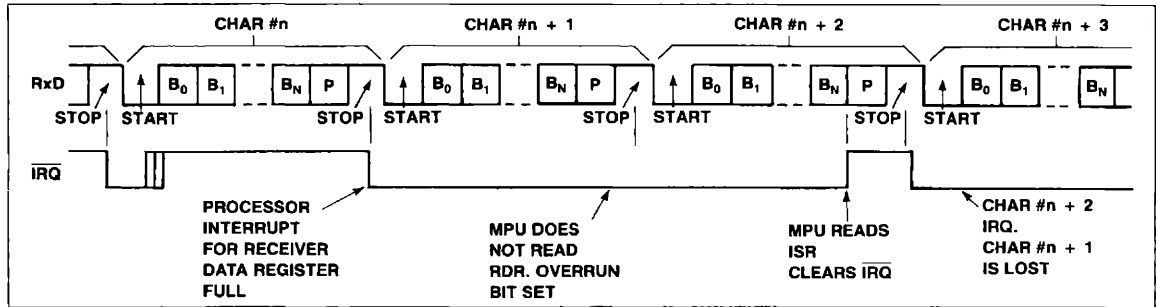 CHAR #n CHAR #n + 1 CHAR #n + 2 CHAR #n + 3
RxD B0 B1 BN P B0 B1 BN P B0 B1 BN P B0 B1 BN
STOP START STOP START STOP START STOP START
IRQ
PROCESSOR
INTERRUPT
FOR RECEIVER
DATA REGISTER
FULL
MPU DOES
NOT READ
RDR. OVERRUN
BIT SET
MPU READS
ISR
CLEARS IRQ
CHAR #n + 2
IRQ.
CHAR #n + 1
IS LOST